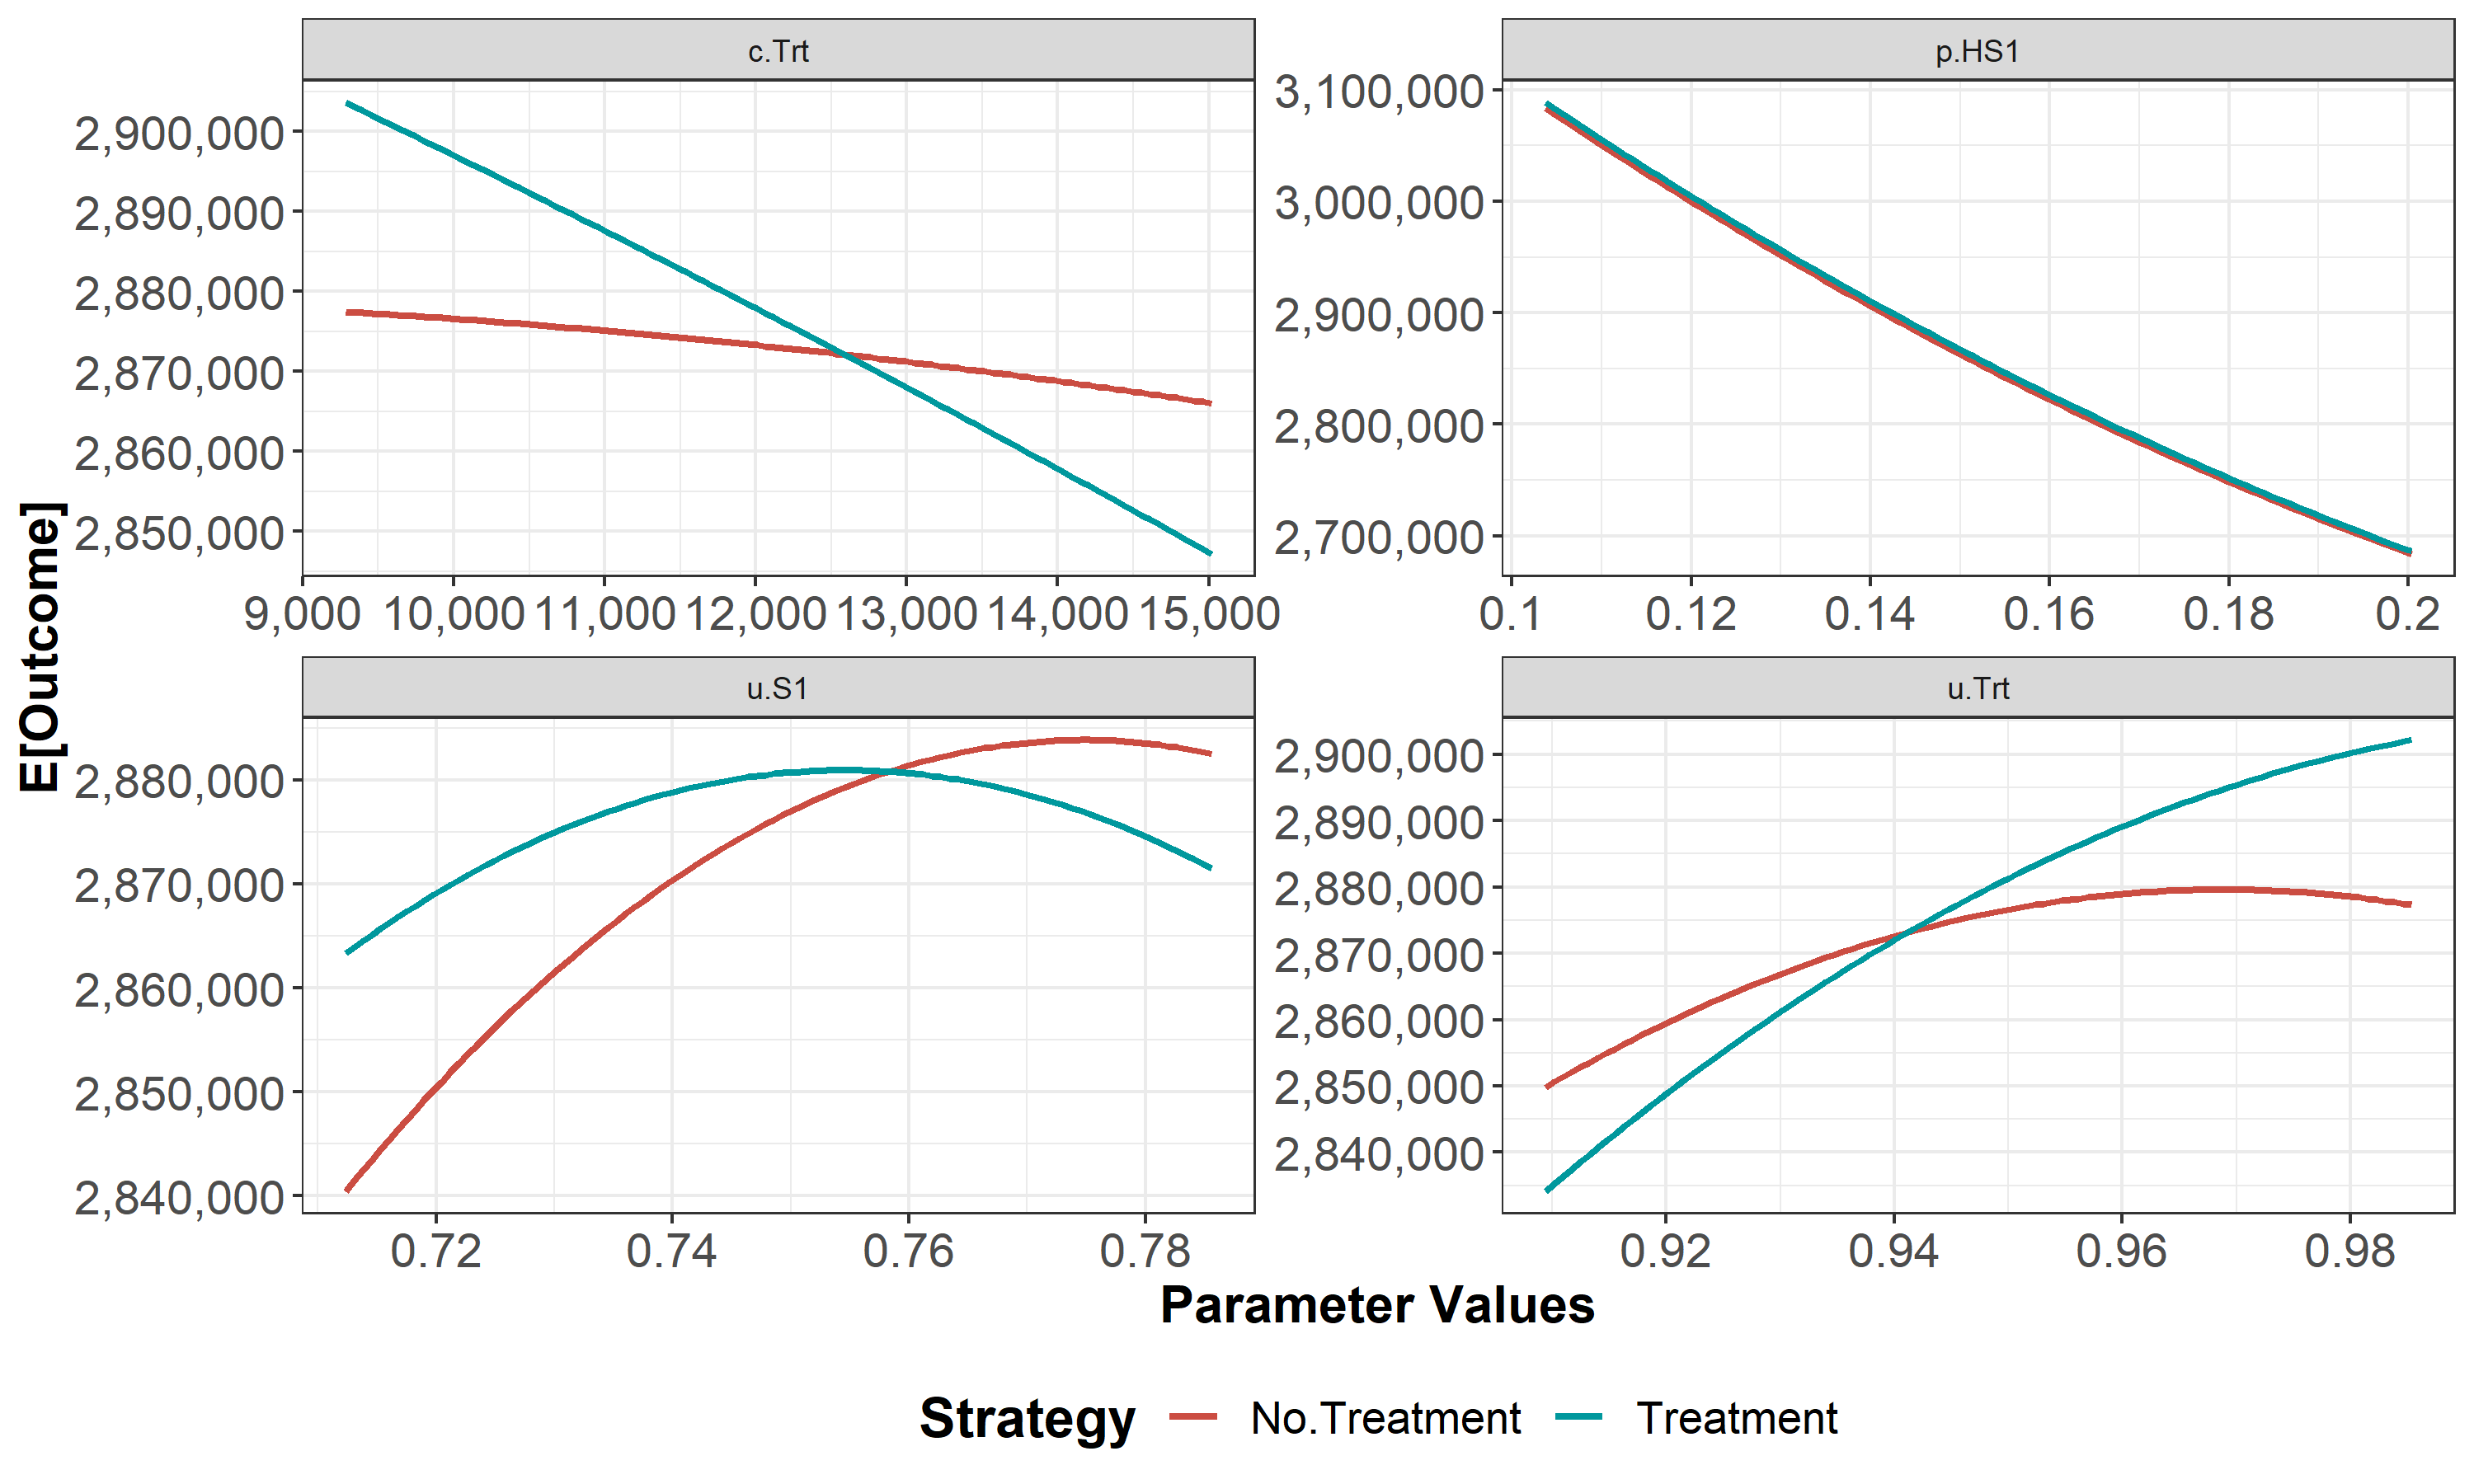 c.Trt
p.HS1
2,900,000
2,890,000
2,880,000
2,870,000
2,860,000
2,850,000
3,100,000
3,000,000
2,900,000
2,800,000
2,700,000
9,000 10,000 11,000 12,000 13,000 14,000 15,000
0.1 0.12 0.14 0.16 0.18 0.2
E[Outcome]
u.S1
u.Trt
2,880,000
2,870,000
2,860,000
2,850,000
2,840,000
2,900,000
2,890,000
2,880,000
2,870,000
2,860,000
2,850,000
2,840,000
0.72 0.74 0.76 0.78
0.92 0.94 0.96 0.98
Parameter Values
Strategy No.Treatment Treatment